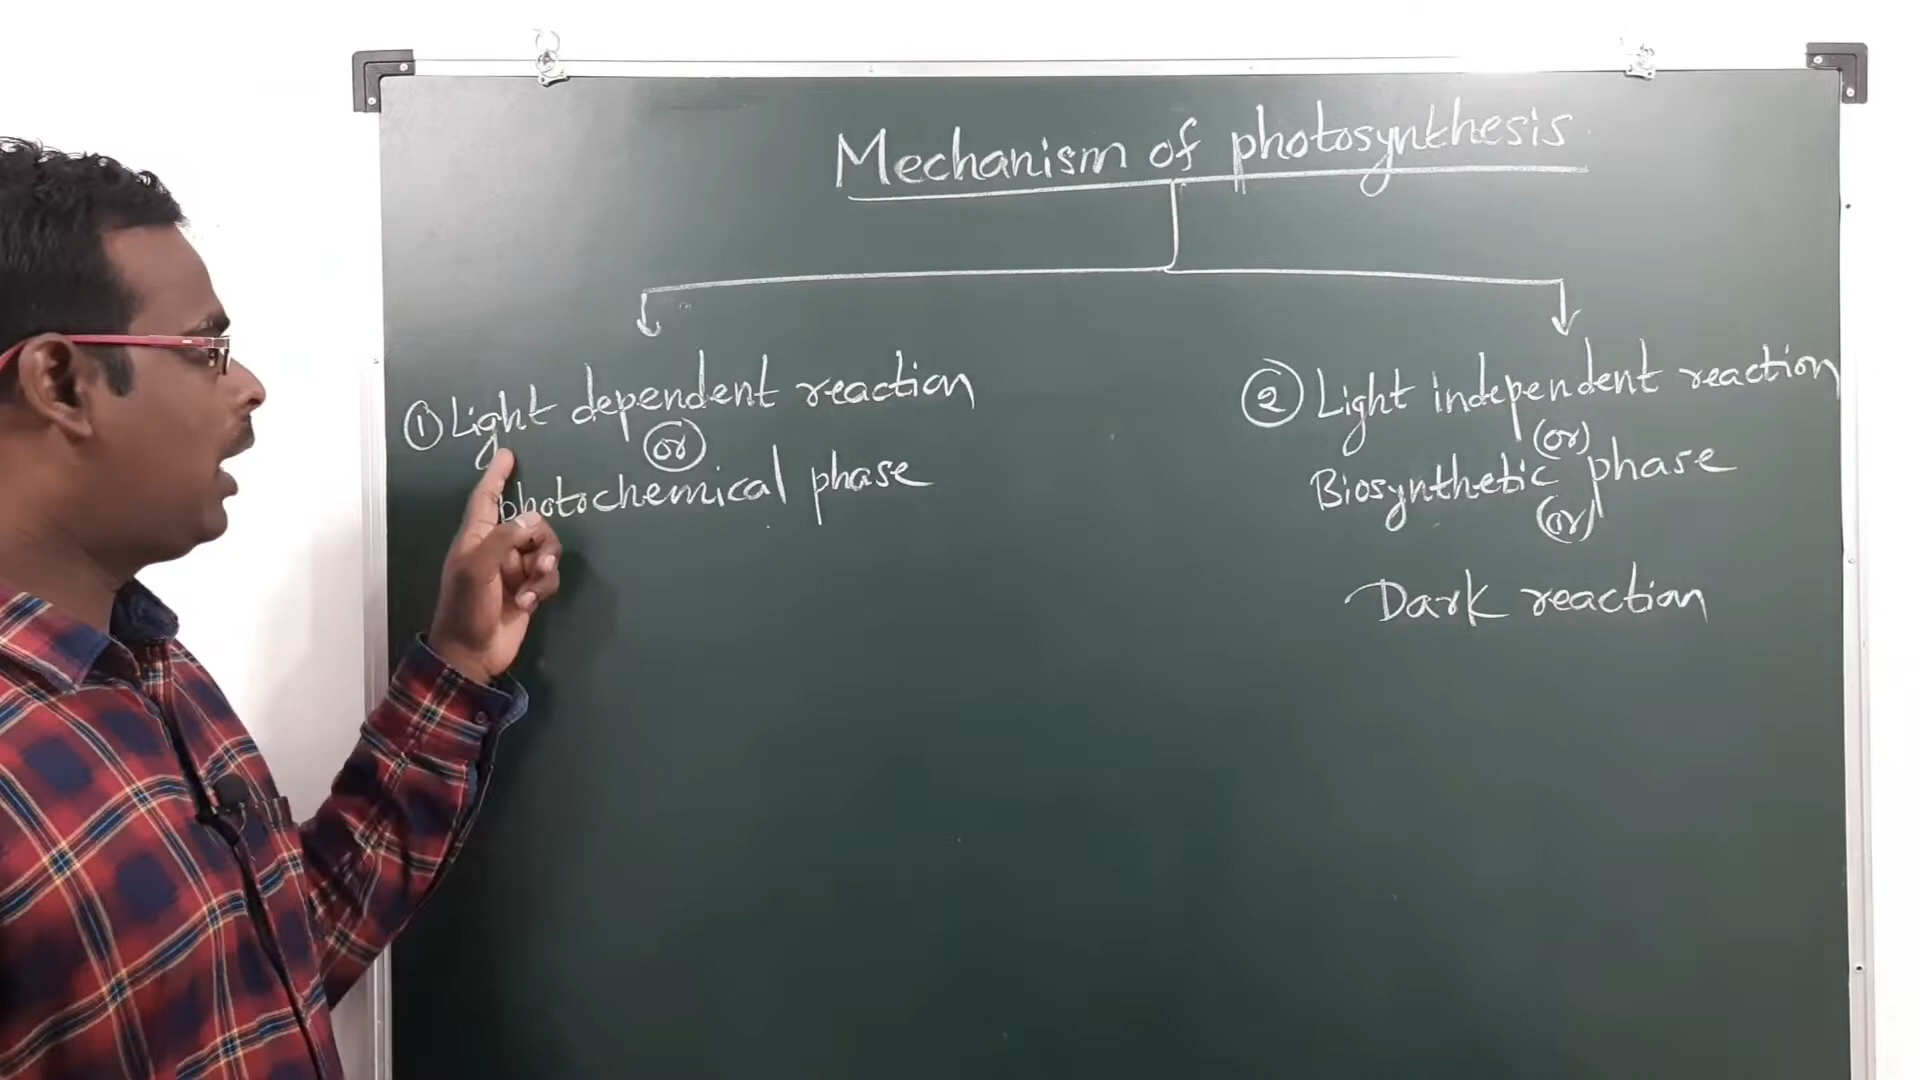 Mechanism of photosynthesis
① Light dependent reaction
(or)
photochemical phase
② Light independent reaction
(or)
Biosynthetic phase
(or)
Dark reaction